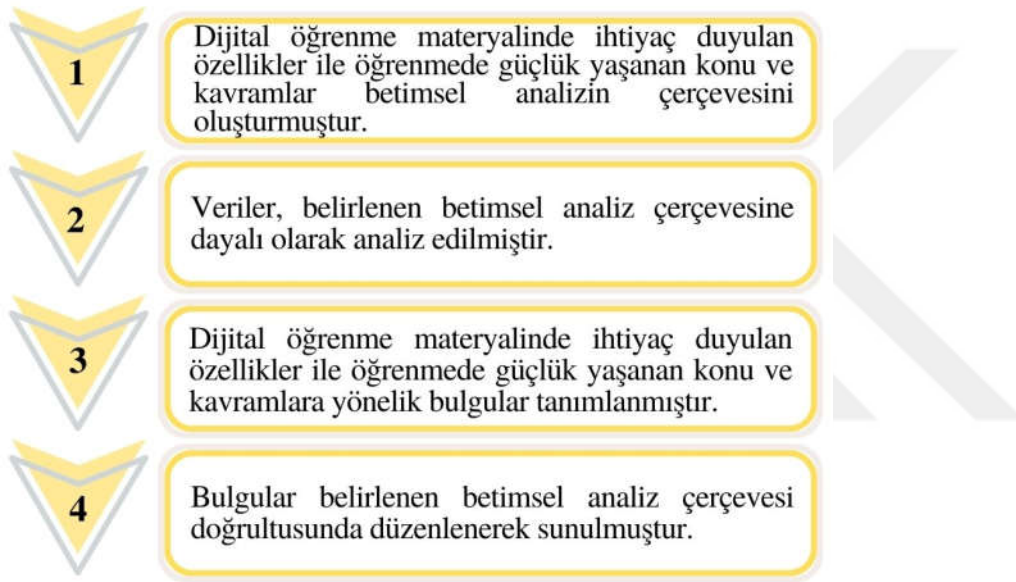 1
Dijital öğrenme materyalinde ihtiyaç duyulan
özellikler ile öğrenmede güçlük yaşanan konu ve
kavramlar betimsel analizin çerçevesini
oluşturmuştur.
2
Veriler, belirlenen betimsel analiz çerçevesine
dayalı olarak analiz edilmiştir.
3
Dijital öğrenme materyalinde ihtiyaç duyulan
özellikler ile öğrenmede güçlük yaşanan konu ve
kavramlara yönelik bulgular tanımlanmıştır.
4
Bulgular belirlenen betimsel analiz çerçevesi
doğrultusunda düzenlenerek sunulmuştur.